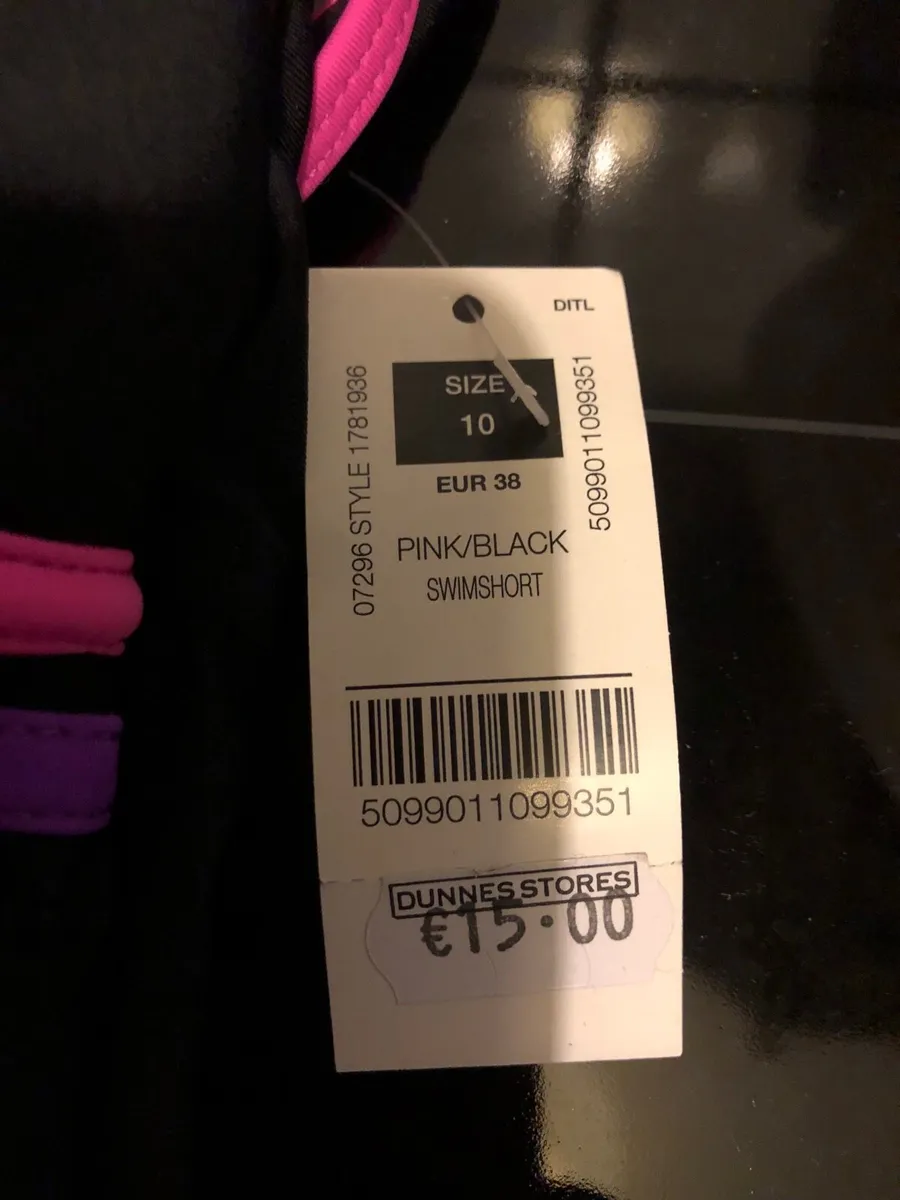 DITL
SIZE
10
EUR 38
07296 STYLE 1781936
5099011099351
PINK/BLACK
SWIMSHORT
5099011099351
DUNNES STORES
€15.00